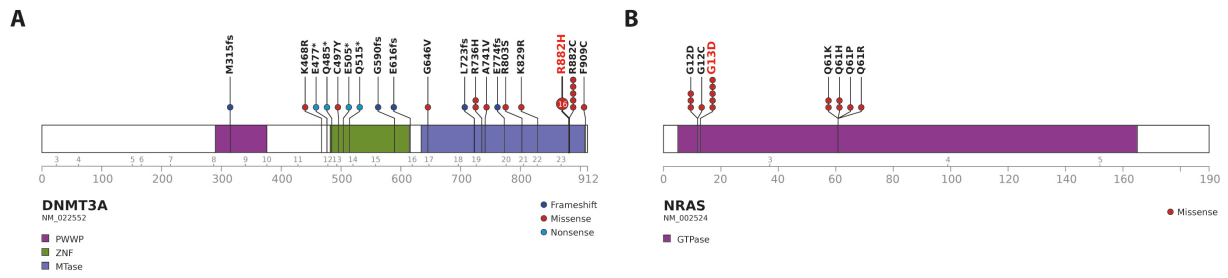 A
M315fs
K468R
E477*
Q485*
C497Y
E505*
Q515*
G590fs
E616fs
G646V
L723fs
R736H
A741V
E774fs
R803S
K829R
R882H
R882C
F909C
16
3 4 5 6 7 8 9 10 11 12 13 14 15 16 17 18 19 20 21 22 23
0 100 200 300 400 500 600 700 800 912
DNMT3A
NM_022552
PWWP
ZNF
MTase
Frameshift
Missense
Nonsense
B
G12D
G12C
G13D
Q61K
Q61H
Q61P
Q61R
3 4 5
0 20 40 60 80 100 120 140 160 190
NRAS
NM_002524
GTPase
Missense